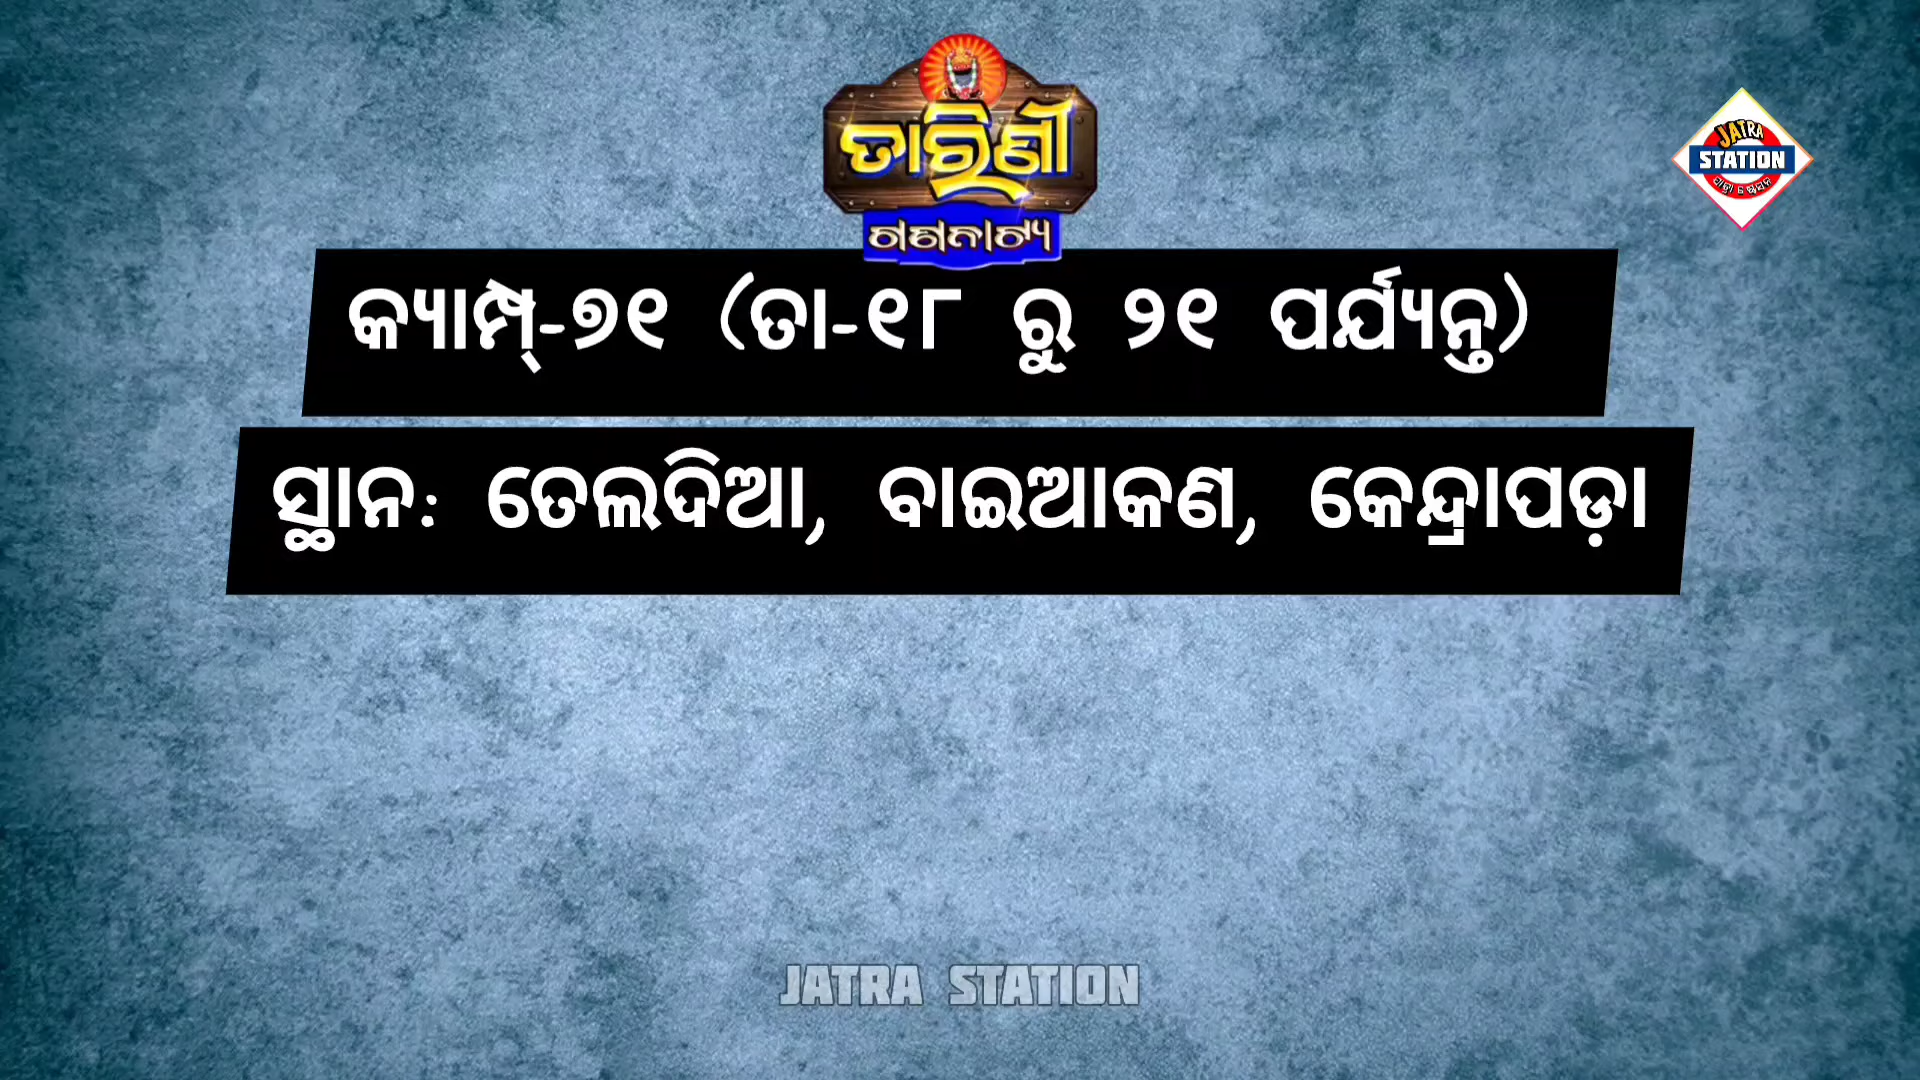 ତାରିଣୀ
ଗଣନାଟ୍ୟ
JATRA
STATION
କ୍ୟାମ୍ପ୍-୭୧ (ତା-୧୮ ରୁ ୨୧ ପର୍ଯ୍ୟନ୍ତ)
ସ୍ଥାନ: ତେଲଦିଆ, ବାଇଆକଣ, କେନ୍ଦ୍ରାପଡ଼ା
JATRA STATION